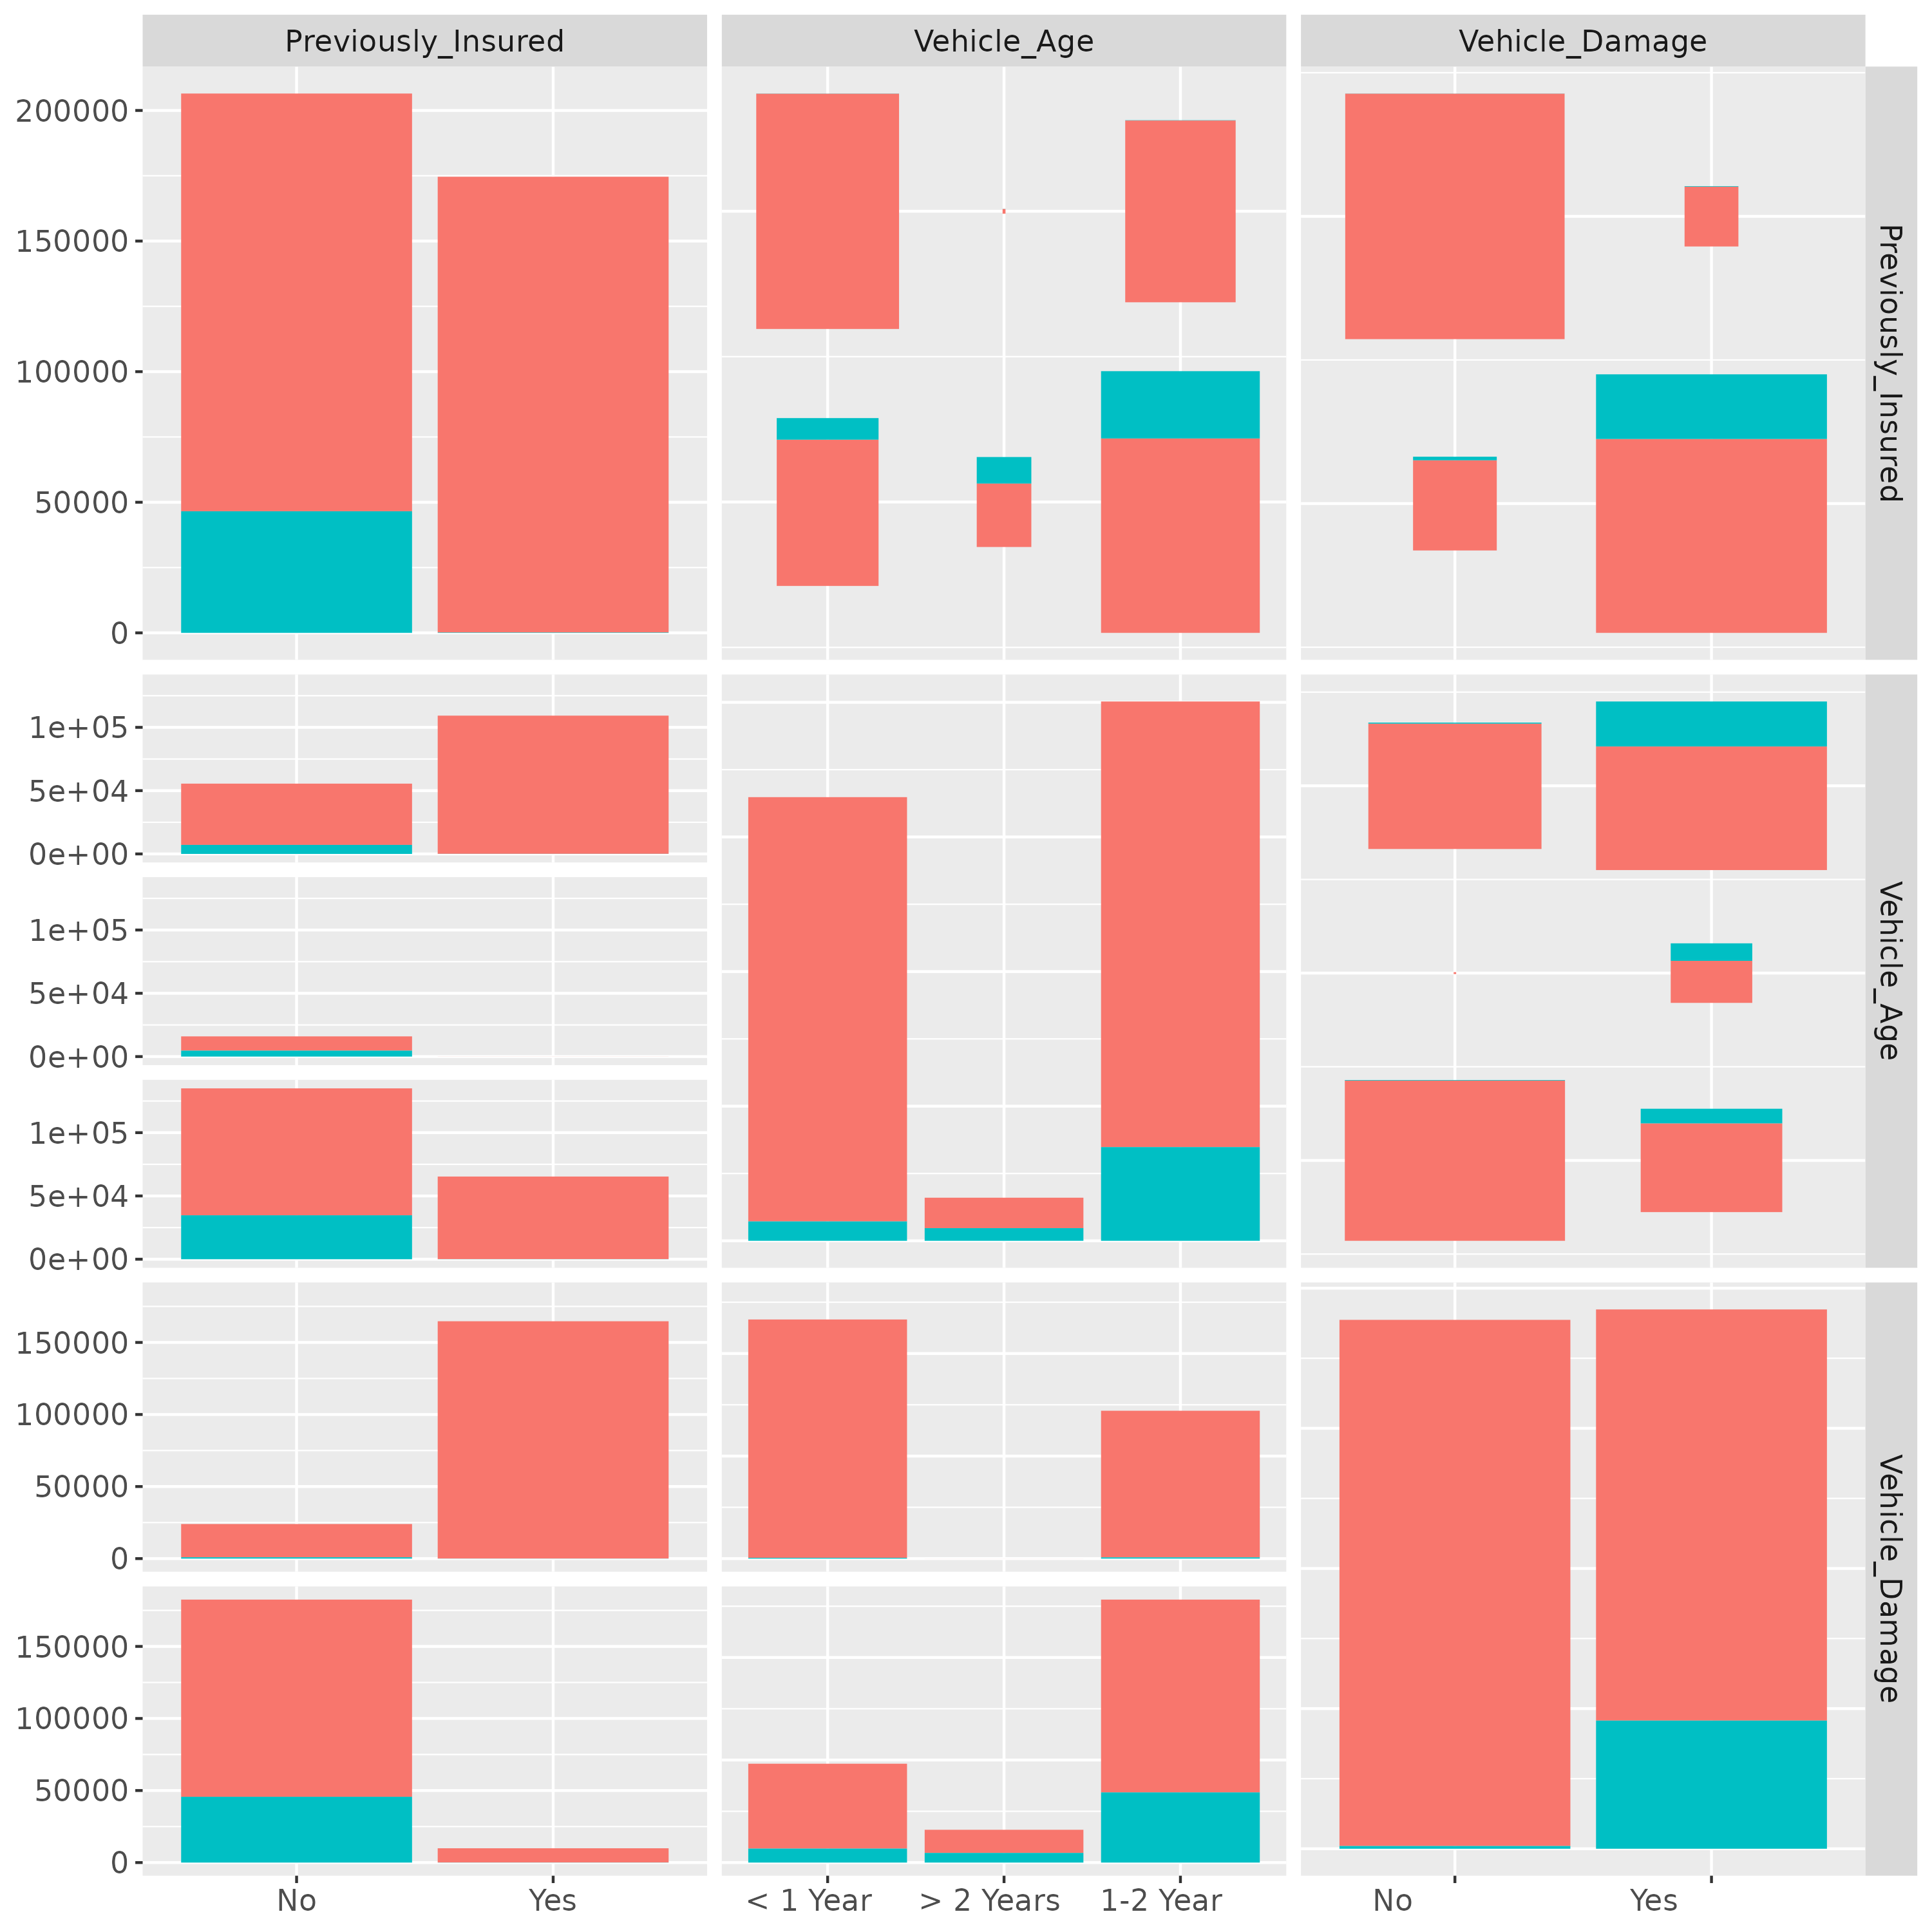 Previously_Insured
Vehicle_Age
Vehicle_Damage
200000
150000
100000
50000
0
Previously_Insured
1e+05
5e+04
0e+00
1e+05
5e+04
0e+00
1e+05
5e+04
0e+00
Vehicle_Age
150000
100000
50000
0
150000
100000
50000
0
Vehicle_Damage
No Yes < 1 Year > 2 Years 1-2 Year No Yes